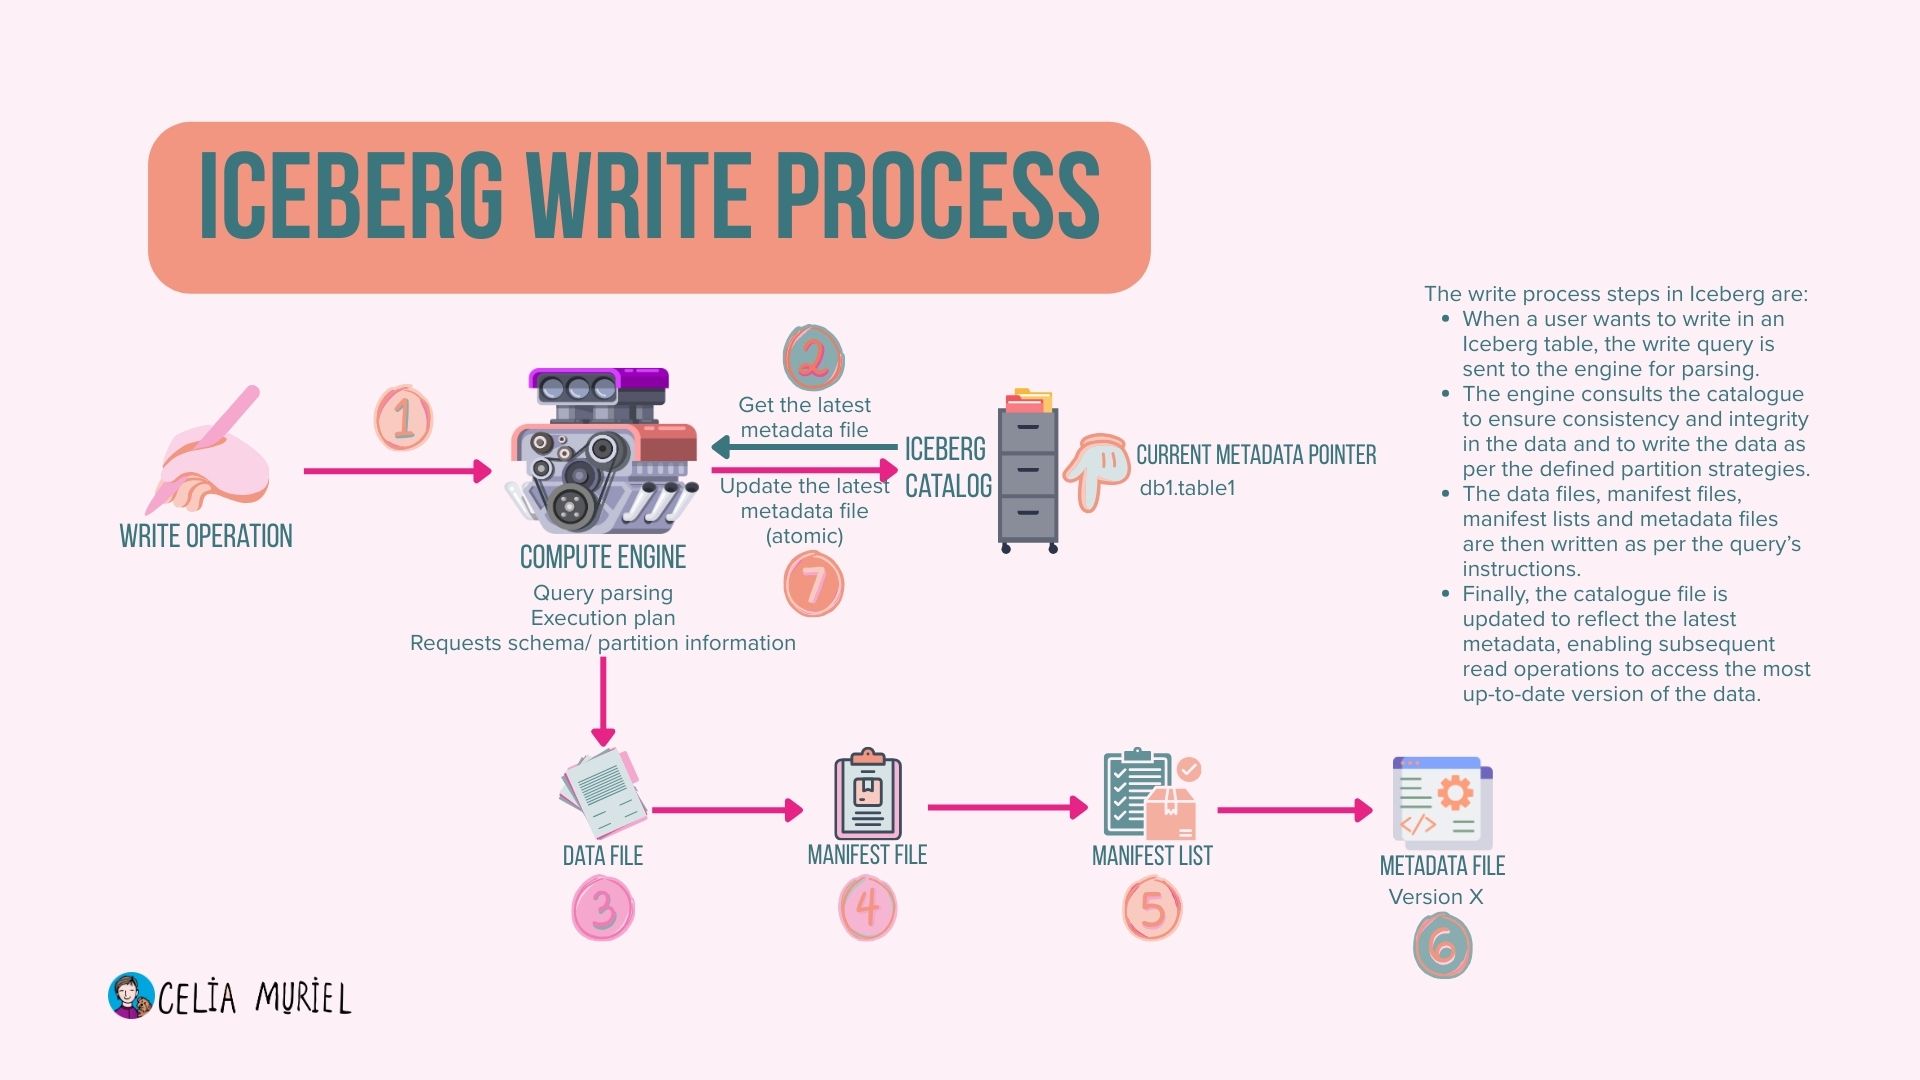 ICEBERG WRITE PROCESS
1
WRITE OPERATION
COMPUTE ENGINE
Query parsing
Execution plan
Requests schema/ partition information
2
Get the latest
metadata file
Update the latest
metadata file
(atomic)
7
ICEBERG
CATALOG
CURRENT METADATA POINTER
db1.table1
The write process steps in Iceberg are:
• When a user wants to write in an
Iceberg table, the write query is
sent to the engine for parsing.
• The engine consults the catalogue
to ensure consistency and integrity
in the data and to write the data as
per the defined partition strategies.
• The data files, manifest files,
manifest lists and metadata files
are then written as per the query’s
instructions.
• Finally, the catalogue file is
updated to reflect the latest
metadata, enabling subsequent
read operations to access the most
up-to-date version of the data.
DATA FILE
3
MANIFEST FILE
4
MANIFEST LIST
5
METADATA FILE
Version X
6
CELIA MURIEL